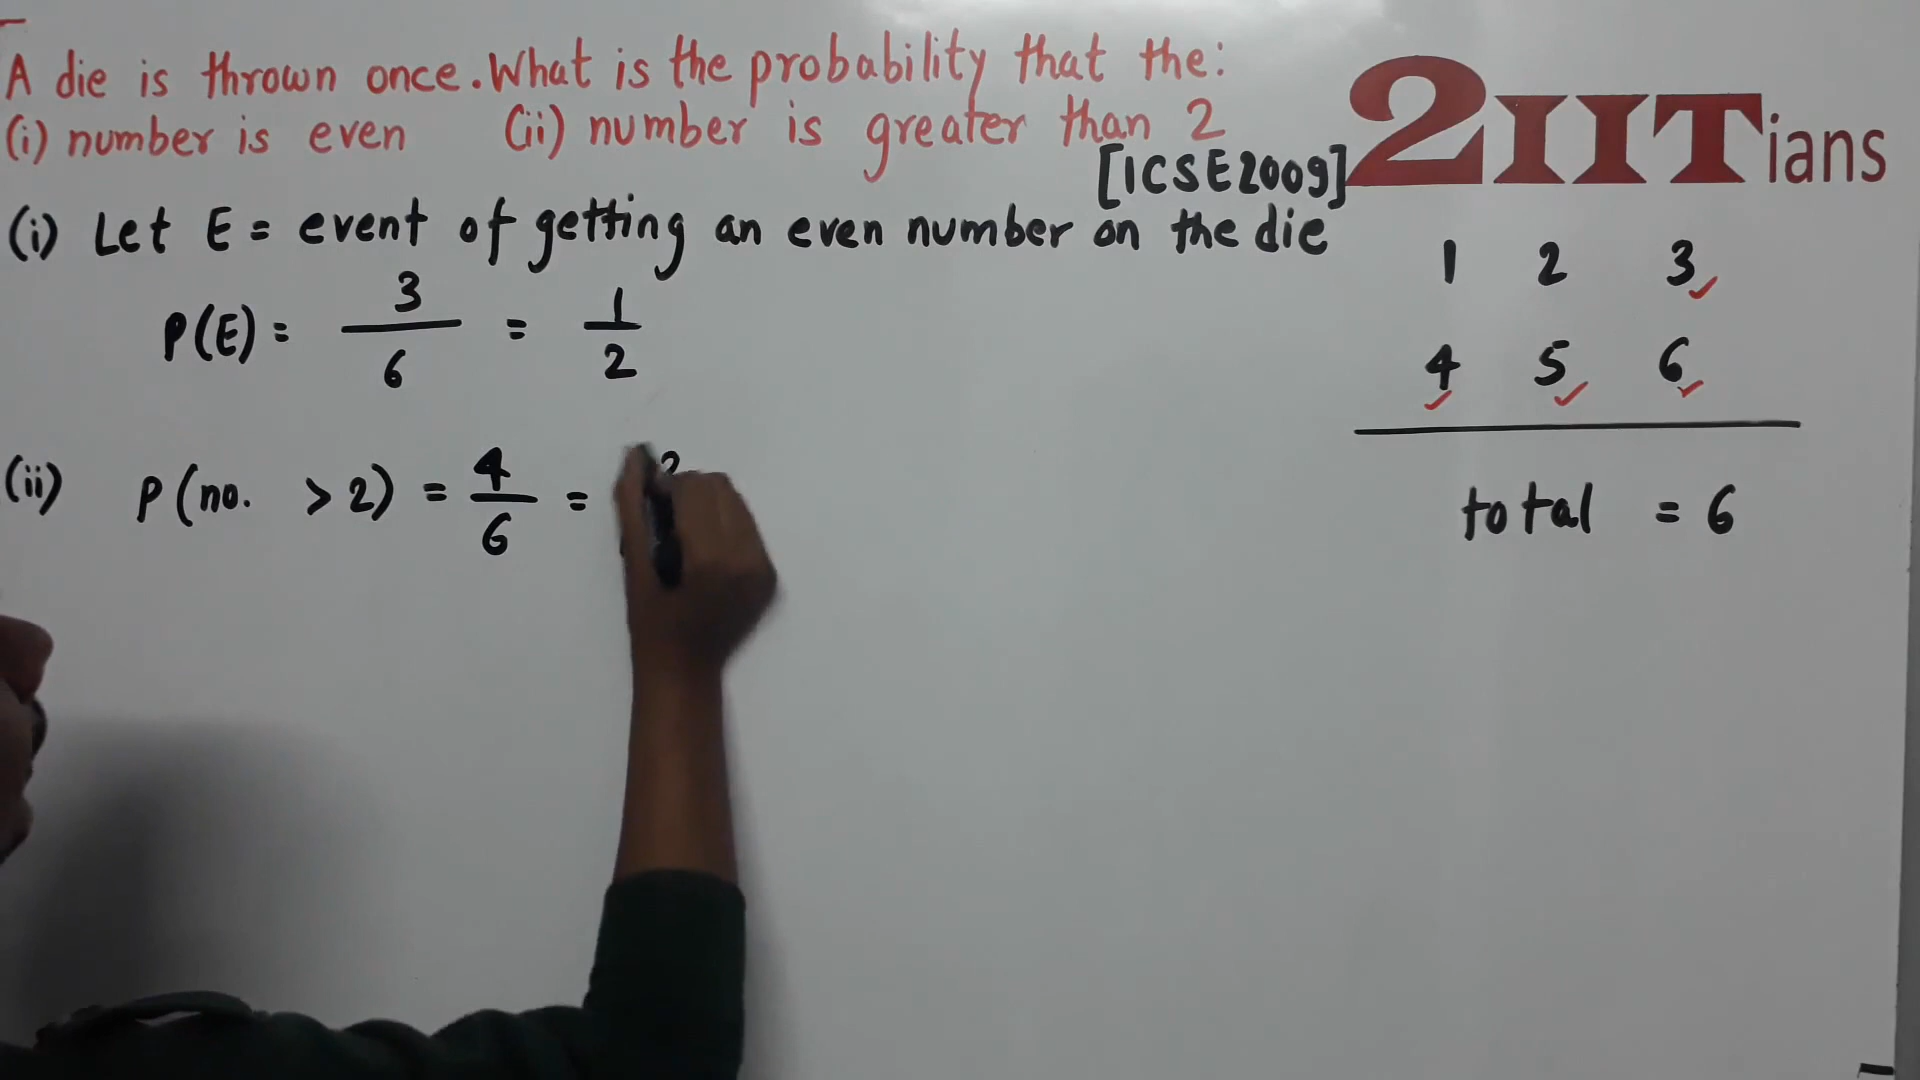 A die is thrown once. What is the probability that the:
(i) number is even (ii) number is greater than 2
[ICSE2009]
2IITians
(i) Let E = event of getting an even number on the die
P(E) = 3/6 = 1/2
(ii) P(no. > 2) = 4/6 = 2
1 2 3
4 5 6
total = 6